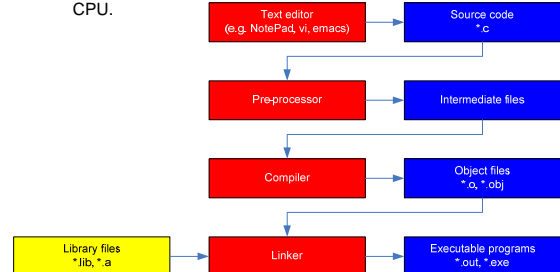 CPU.
Text editor
(e.g. NotePad, vi, emacs)
Source code
*.c
Pre-processor
Intermediate files
Compiler
Object files
*.o, *.obj
Library files
*.lib, *.a
Linker
Executable programs
*.out, *.exe